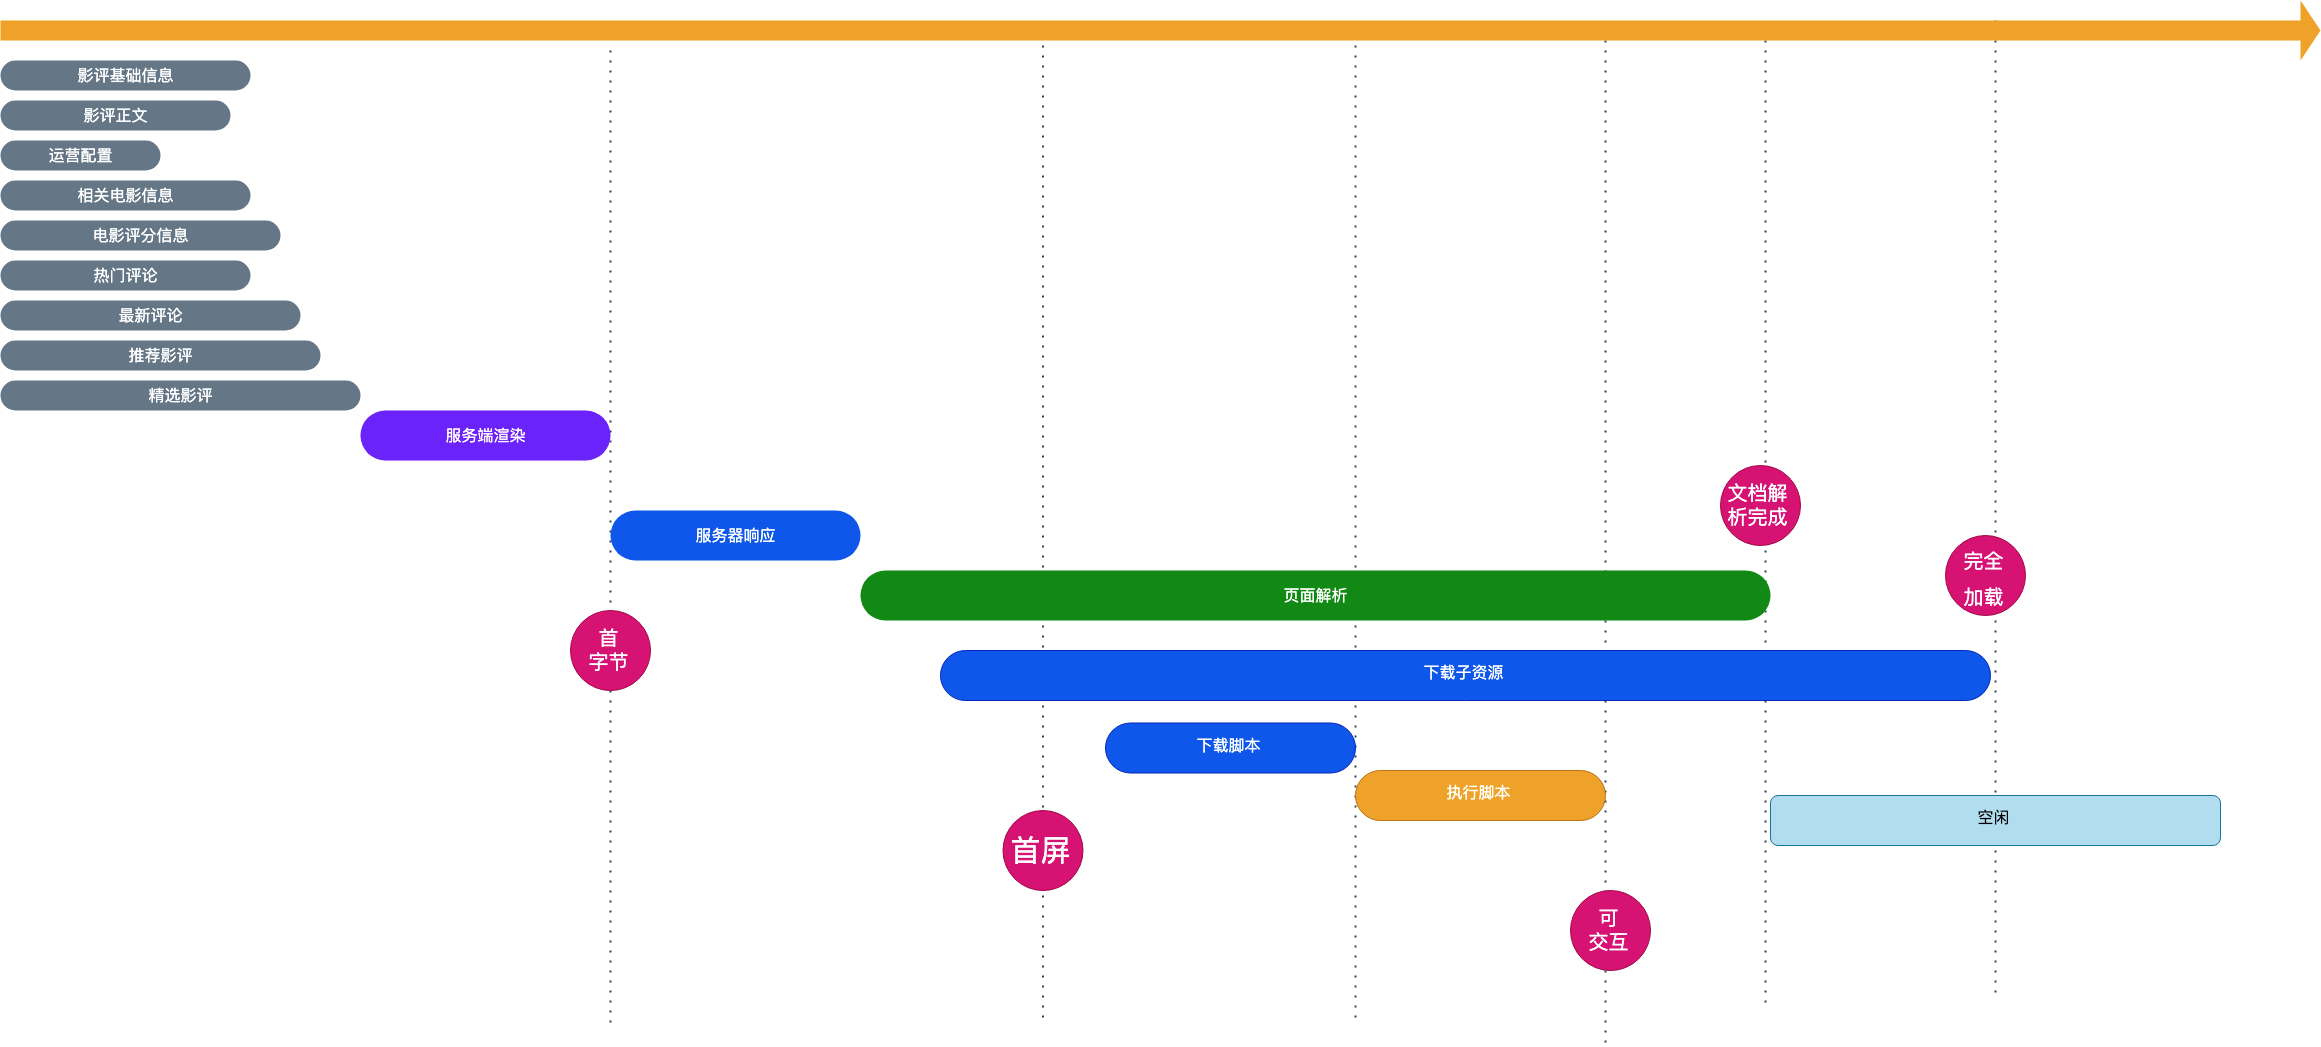 影评基础信息
影评正文
运营配置
相关电影信息
电影评分信息
热门评论
最新评论
推荐影评
精选影评
服务端渲染
文档解
析完成
服务器响应
完全
加载
页面解析
首
字节
下载子资源
下载脚本
执行脚本
空闲
首屏
可
交互